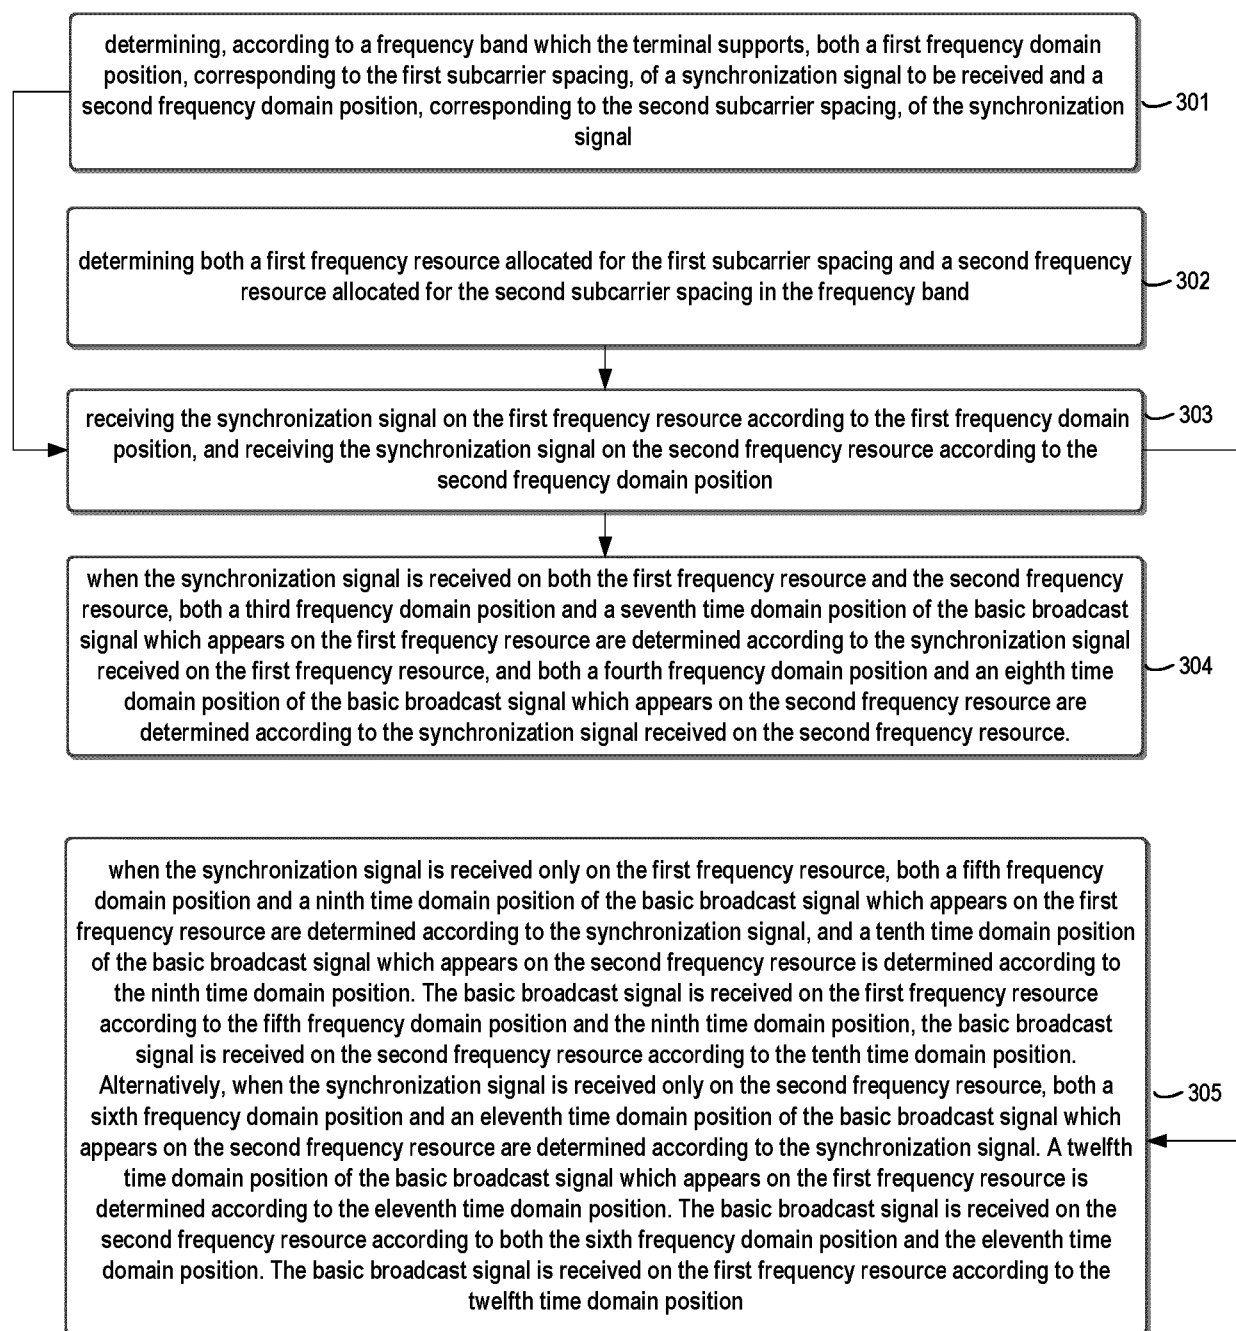 determining, according to a frequency band which the terminal supports, both a first frequency domain
position, corresponding to the first subcarrier spacing, of a synchronization signal to be received and a
second frequency domain position, corresponding to the second subcarrier spacing, of the synchronization
signal
301
determining both a first frequency resource allocated for the first subcarrier spacing and a second frequency
resource allocated for the second subcarrier spacing in the frequency band
302
receiving the synchronization signal on the first frequency resource according to the first frequency domain
position, and receiving the synchronization signal on the second frequency resource according to the
second frequency domain position
303
when the synchronization signal is received on both the first frequency resource and the second frequency
resource, both a third frequency domain position and a seventh time domain position of the basic broadcast
signal which appears on the first frequency resource are determined according to the synchronization signal
received on the first frequency resource, and both a fourth frequency domain position and an eighth time
domain position of the basic broadcast signal which appears on the second frequency resource are
determined according to the synchronization signal received on the second frequency resource.
304
when the synchronization signal is received only on the first frequency resource, both a fifth frequency
domain position and a ninth time domain position of the basic broadcast signal which appears on the first
frequency resource are determined according to the synchronization signal, and a tenth time domain position
of the basic broadcast signal which appears on the second frequency resource is determined according to
the ninth time domain position. The basic broadcast signal is received on the first frequency resource
according to the fifth frequency domain position and the ninth time domain position, the basic broadcast
signal is received on the second frequency resource according to the tenth time domain position.
Alternatively, when the synchronization signal is received only on the second frequency resource, both a
sixth frequency domain position and an eleventh time domain position of the basic broadcast signal which
appears on the second frequency resource are determined according to the synchronization signal. A twelfth
time domain position of the basic broadcast signal which appears on the first frequency resource is
determined according to the eleventh time domain position. The basic broadcast signal is received on the
second frequency resource according to both the sixth frequency domain position and the eleventh time
domain position. The basic broadcast signal is received on the first frequency resource according to the
twelfth time domain position
305